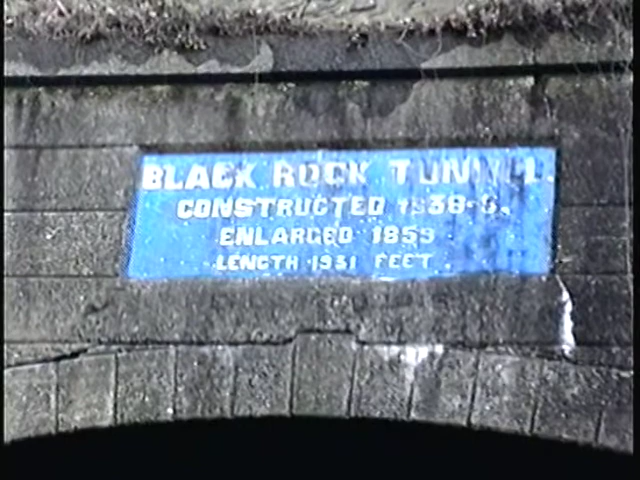 BLACK ROCK TUNNEL
CONSTRUCTED
ENLARGED 1859
LENGTH 1931 FEET